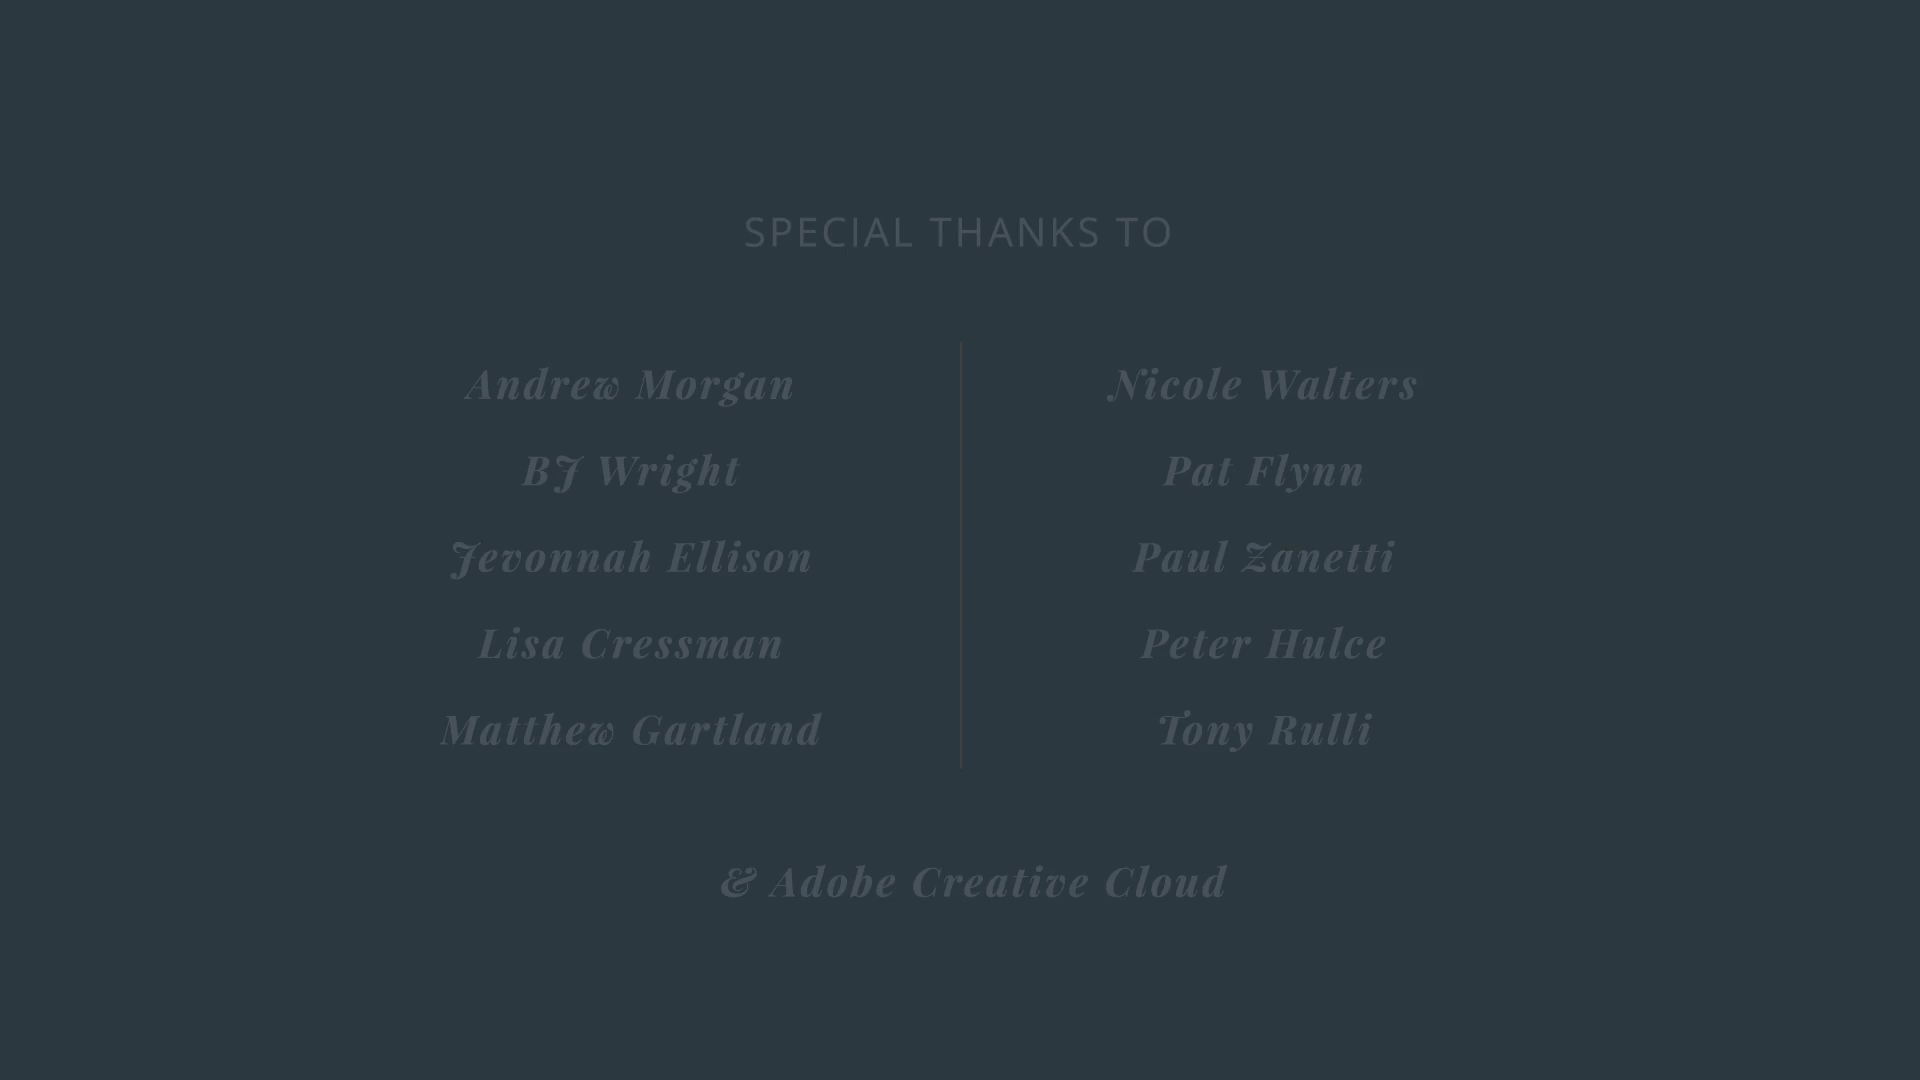 SPECIAL THANKS TO
Andrew Morgan
BJ Wright
Jevonnah Ellison
Lisa Cressman
Matthew Gartland
Nicole Walters
Pat Flynn
Paul Zanetti
Peter Hulce
Tony Rulli
& Adobe Creative Cloud